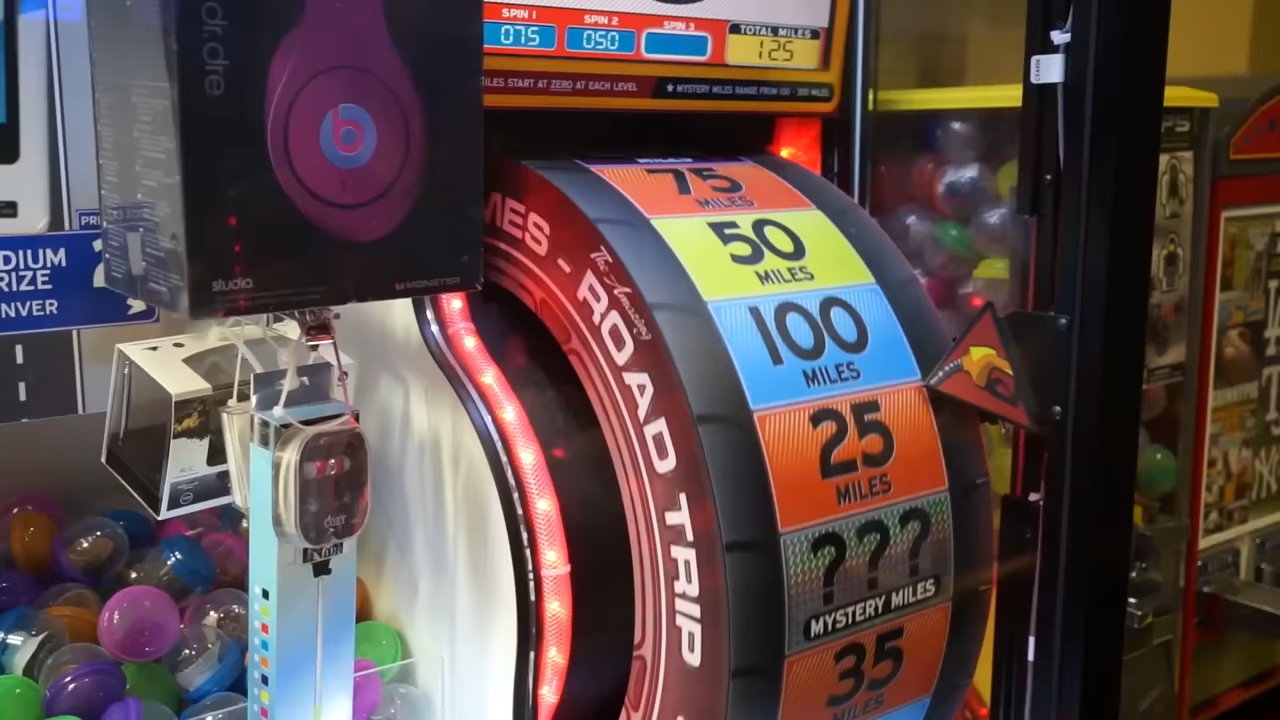 dr.dre
SPIN 1
SPIN 2
SPIN 3
TOTAL MILES
075
050
125
MILES START AT ZERO AT EACH LEVEL
★ MYSTERY MILES RANGE FROM 100 - 300 MILES
b
studio
MONSTER
DIUM
RIZE
NVER
MILES
75
MILES
50
MILES
100
MILES
25
MILES
???
MYSTERY MILES
35
MILES
MES - The Amazing ROAD TRIP